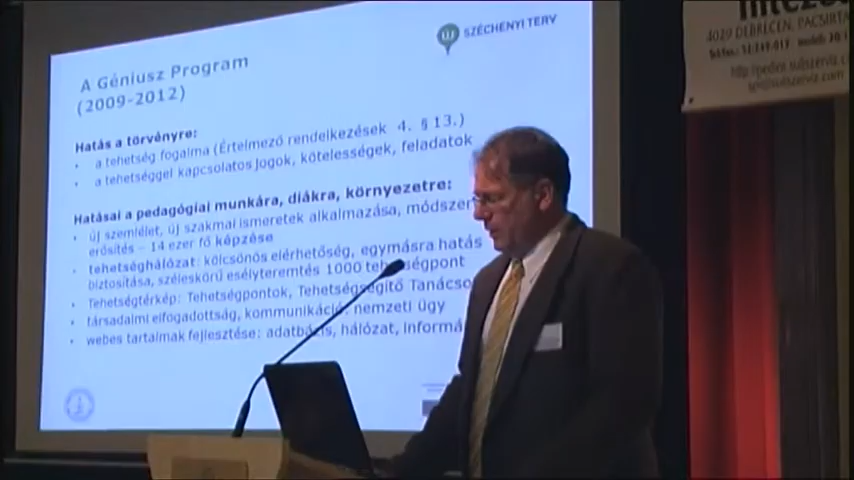 SZÉCHENYI TERV
A Géniusz Program
(2009-2012)
Hatás a törvényre:
a tehetség fogalma (Értelmező rendelkezések 4. § 13.)
a tehetséggel kapcsolatos jogok, kötelességek, feladatok
Hatásai a pedagógiai munkára, diákra, környezetre:
új szemlélet, új szakmai ismeretek alkalmazása, módszer
erősítés – 14 ezer fő képzése
tehetséghálózat: kölcsönös elérhetőség, egymásra hatás
biztosítása, széleskörű esélyteremtés 1000 tehetségpont
Tehetségtérkép: Tehetségpontok, Tehetségsegítő Tanácso
társadalmi elfogadottság, kommunikáció: nemzeti ügy
webes tartalmak fejlesztése: adatbázis, hálózat, informá
4029 DEBRECEN, PACSIRTA